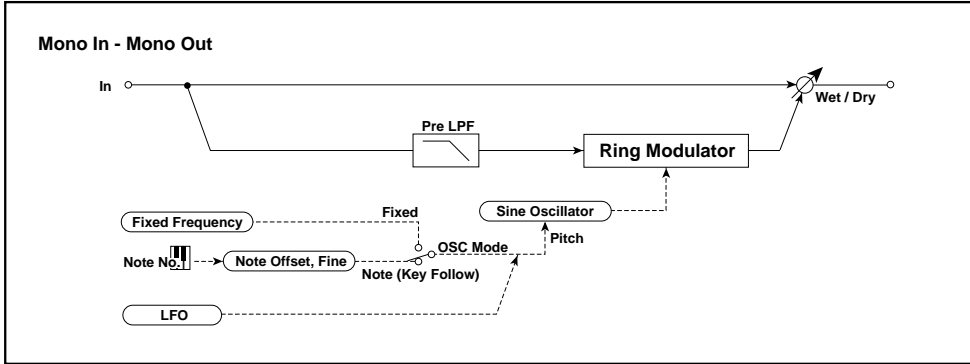 Mono In - Mono Out
In
Wet / Dry
Pre LPF
Ring Modulator
Fixed Frequency
Fixed
Sine Oscillator
Note No.
Note Offset, Fine
OSC Mode
Pitch
Note (Key Follow)
LFO